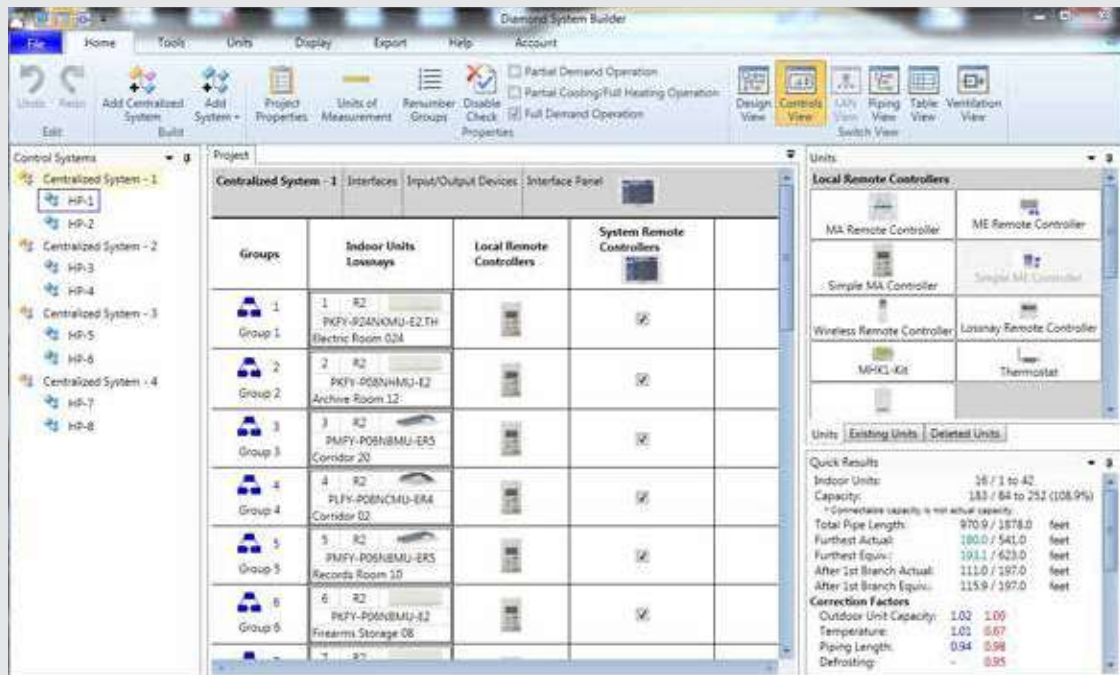 Diamond System Builder
File Home Tools Units Display Export Help Account
Undo Redo
Add Centralized System
Add System
Project Properties
Units of Measurement
Renumber Groups
Disable Check
Partial Demand Operation
Partial Cooling/Full Heating Operation
Full Demand Operation
Design View
Controls View
LAN View
Piping View
Table View
Ventilation View
Edit Build Properties Switch View
Control Systems
Centralized System - 1
HP-1
HP-2
Centralized System - 2
HP-3
HP-4
Centralized System - 3
HP-5
HP-6
Centralized System - 4
HP-7
HP-8
Project
Centralized System - 1 Interfaces Input/Output Devices Interface Panel
Groups
Indoor Units
Lossnays
Local Remote
Controllers
System Remote
Controllers
1
Group 1
1 R2
PKFY-P24NKMU-E2.TH
Electric Room 024
2
Group 2
2 R2
PKFY-P08NHMU-E2
Archive Room 12
3
Group 3
3 R2
PMFY-P06NBMU-ER5
Corridor 20
4
Group 4
4 R2
PLFY-P08NCMU-ER4
Corridor 02
5
Group 5
5 R2
PMFY-P06NBMU-ER5
Records Room 10
6
Group 6
6 R2
PKFY-P06NBMU-E2
Firearms Storage 08
7 R2
Units
Local Remote Controllers
MA Remote Controller
ME Remote Controller
Simple MA Controller
Simple ME Controller
Wireless Remote Controller
Lossnay Remote Controller
MHK1-Kit
Thermostat
Units Existing Units Deleted Units
Quick Results
Indoor Units: 16 / 1 to 42
Capacity: 183 / 84 to 252 (108.9%)
* Connectable capacity is not actual capacity.
Total Pipe Length: 970.9 / 1878.0 feet
Furthest Actual: 180.0 / 541.0 feet
Furthest Equiv.: 193.1 / 623.0 feet
After 1st Branch Actual: 111.0 / 197.0 feet
After 1st Branch Equiv.: 115.9 / 197.0 feet
Correction Factors
Outdoor Unit Capacity: 1.02 1.06
Temperature: 1.01 0.67
Piping Length: 0.94 0.98
Defrosting: - 0.95